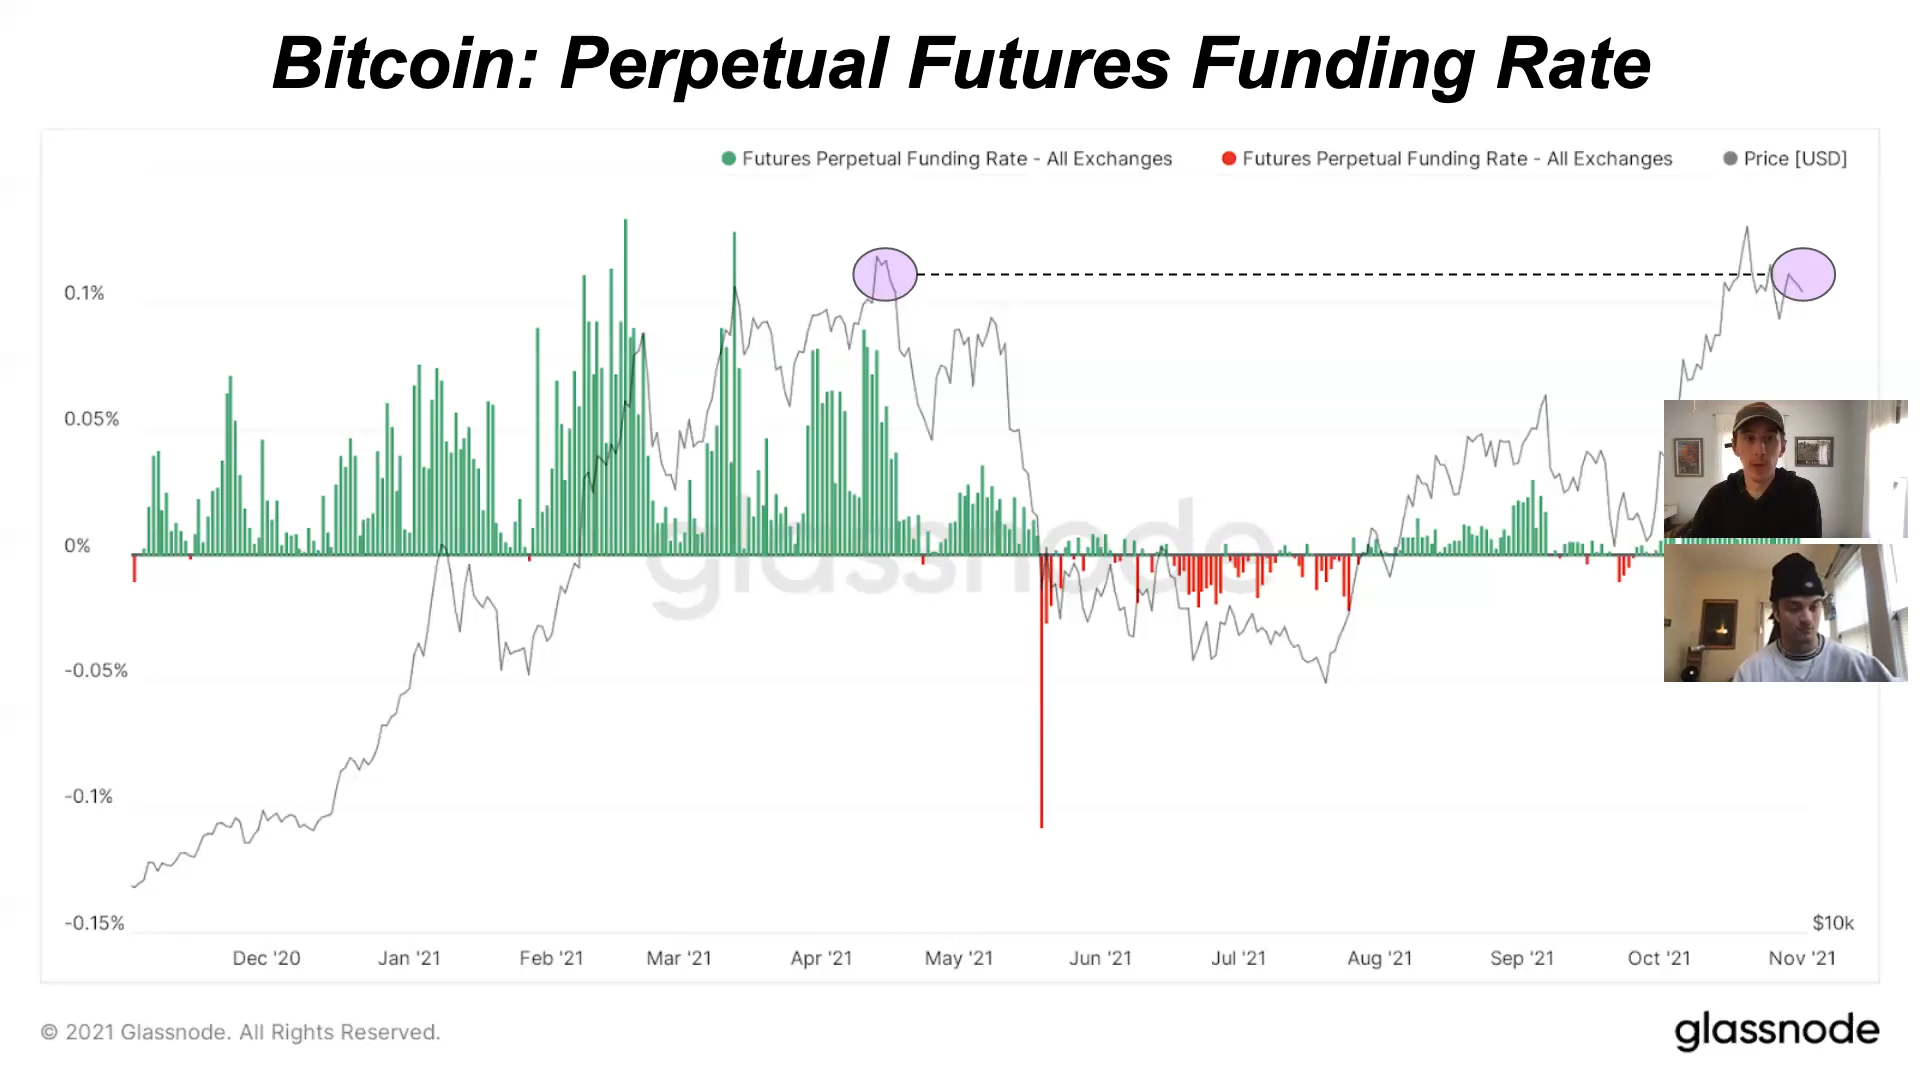 Bitcoin: Perpetual Futures Funding Rate
Futures Perpetual Funding Rate - All Exchanges
Futures Perpetual Funding Rate - All Exchanges
Price [USD]
0.1%
0.05%
0%
-0.05%
-0.1%
-0.15%
$10k
glassnode
Dec '20
Jan '21
Feb '21
Mar '21
Apr '21
May '21
Jun '21
Jul '21
Aug '21
Sep '21
Oct '21
Nov '21
© 2021 Glassnode. All Rights Reserved.
glassnode